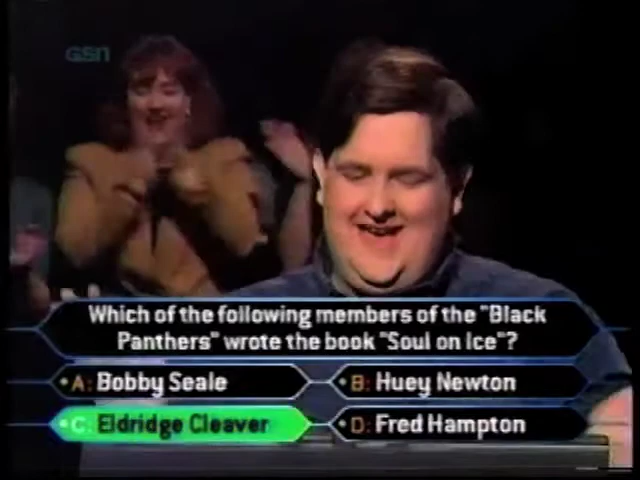 GSN
Which of the following members of the "Black
Panthers" wrote the book "Soul on Ice"?
A: Bobby Seale
B: Huey Newton
C: Eldridge Cleaver
D: Fred Hampton